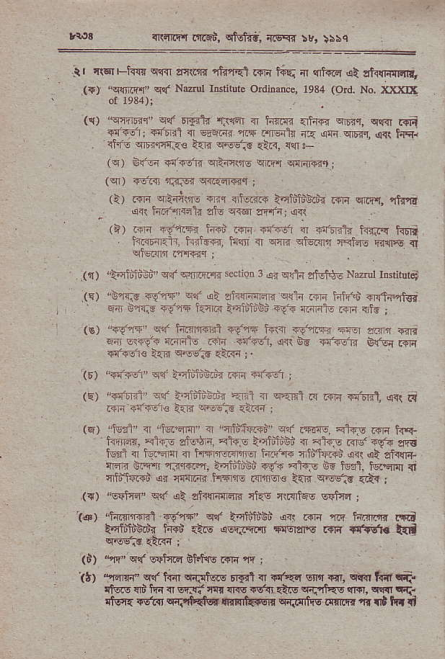 ৮২৩৪ বাংলাদেশ গেজেট, অতিরিক্ত, নভেম্বর ১৮, ১৯৯৭
২। সংজ্ঞা।—বিষয় অথবা প্রসংগের পরিপন্হী কোন কিছু না থাকিলে এই প্রবিধানমালায়,
(ক) “অধ্যাদেশ” অর্থ Nazrul Institute Ordinance, 1984 (Ord. No. XXXIX
of 1984);
(খ) “অসদাচরণ” অর্থ চাকুরীর শৃংখলা বা নিয়মের হানিকর আচরণ, অথবা কোন
কর্মকর্তা; কর্মচারী বা ভদ্রজনের পক্ষে শোভনীয় নহে এমন আচরণ, এবং নিম্ন-
বর্ণিত আচরণসমূহও ইহার অন্তর্ভুক্ত হইবে, যথা ঃ—
(অ) ঊর্ধতন কর্মকর্তার আইনসংগত আদেশ অমান্যকরণ;
(আ) কর্তব্যে গুরুতর অবহেলাকরণ;
(ই) কোন আইনসংগত কারণ ব্যতিরেকে ইন্সটিটিউটের কোন আদেশ, পরিপত্র
এবং নির্দেশাবলীর প্রতি অবজ্ঞা প্রদর্শন; এবং
(ঈ) কোন কর্তৃপক্ষের নিকট কোন কর্মকর্তা বা কর্মচারীর বিরুদ্ধে বিচার
বিবেচনাহীন, বিরক্তিকর, মিথ্যা বা অসার অভিযোগ সম্বলিত দরখাস্ত বা
অভিযোগ পেশকরণ;
(গ) “ইন্সটিটিউট” অর্থ অধ্যাদেশের section 3 এর অধীন প্রতিষ্ঠিত Nazrul Institute;
(ঘ) “উপযুক্ত কর্তৃপক্ষ” অর্থ এই প্রবিধানমালার অধীন কোন নির্দিষ্ট কার্যনিষ্পত্তির
জন্য উপযুক্ত কর্তৃপক্ষ হিসাবে ইন্সটিটিউট কর্তৃক মনোনীত কোন ব্যক্তি;
(ঙ) “কর্তৃপক্ষ” অর্থ নিয়োগকারী কর্তৃপক্ষ কিংবা কর্তৃপক্ষের ক্ষমতা প্রয়োগ করার
জন্য তৎকর্তৃক মনোনীত কোন কর্মকর্তা, এবং উক্ত কর্মকর্তার ঊর্ধতন কোন
কর্মকর্তাও ইহার অন্তর্ভুক্ত হইবেন;
(চ) “কর্মকর্তা” অর্থ ইন্সটিটিউটের কোন কর্মকর্তা;
(ছ) “কর্মচারী” অর্থ ইন্সটিটিউটের স্হায়ী বা অস্হায়ী যে কোন কর্মচারী, এবং যে
কোন কর্মকর্তাও ইহার অন্তর্ভুক্ত হইবেন;
(জ) “ডিগ্রী” বা “ডিপ্লোমা” বা “সার্টিফিকেট” অর্থ ক্ষেত্রমত, স্বীকৃত কোন বিশ্ব-
বিদ্যালয়, স্বীকৃত প্রতিষ্ঠান, স্বীকৃত ইন্সটিটিউট বা স্বীকৃত বোর্ড কর্তৃক প্রদত্ত
ডিগ্রী বা ডিপ্লোমা বা শিক্ষাগতযোগ্যতা নির্দেশক সার্টিফিকেট এবং এই প্রবিধান-
মালার উদ্দেশ্য পূরণকল্পে, ইন্সটিটিউট কর্তৃক স্বীকৃত উক্ত ডিগ্রী, ডিপ্লোমা বা
সার্টিফিকেট এর সমমানের শিক্ষাগত যোগ্যতাও ইহার অন্তর্ভুক্ত হইবে;
(ঝ) “তফসিল” অর্থ এই প্রবিধানমালার সহিত সংযোজিত তফসিল;
(ঞ) “নিয়োগকারী কর্তৃপক্ষ” অর্থ ইন্সটিটিউট এবং কোন পদে নিয়োগের ক্ষেত্রে
ইন্সটিটিউটের নিকট হইতে এতদুদ্দেশ্যে ক্ষমতাপ্রাপ্ত কোন কর্মকর্তাও ইহার
অন্তর্ভুক্ত হইবেন;
(ট) “পদ” অর্থ তফসিলে উল্লিখিত কোন পদ;
(ঠ) “পলায়ন” অর্থ বিনা অনুমতিতে চাকুরী বা কর্মস্হল ত্যাগ করা, অথবা বিনা অনু-
মতিতে ষাট দিন বা তদূর্ধ সময় যাবত কর্তব্য হইতে অনুপস্হিত থাকা, অথবা অনু-
মতিসহ কর্তব্যে অনুপস্হিতির ধারাবাহিকতায় অনুমোদিত মেয়াদের পর ষাট দিন বা